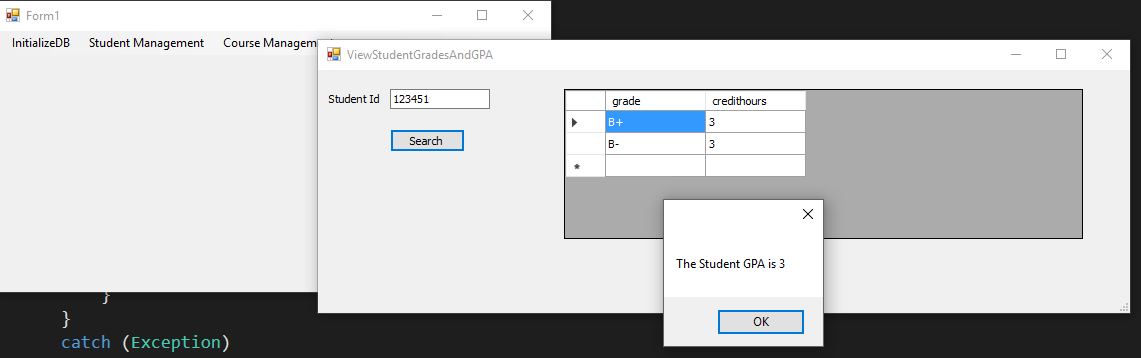 Form1
InitializeDB Student Management Course Management
ViewStudentGradesAndGPA
Student Id 123451
Search
grade credithours
B+ 3
B- 3
*
The Student GPA is 3
OK
}
}
catch (Exception)